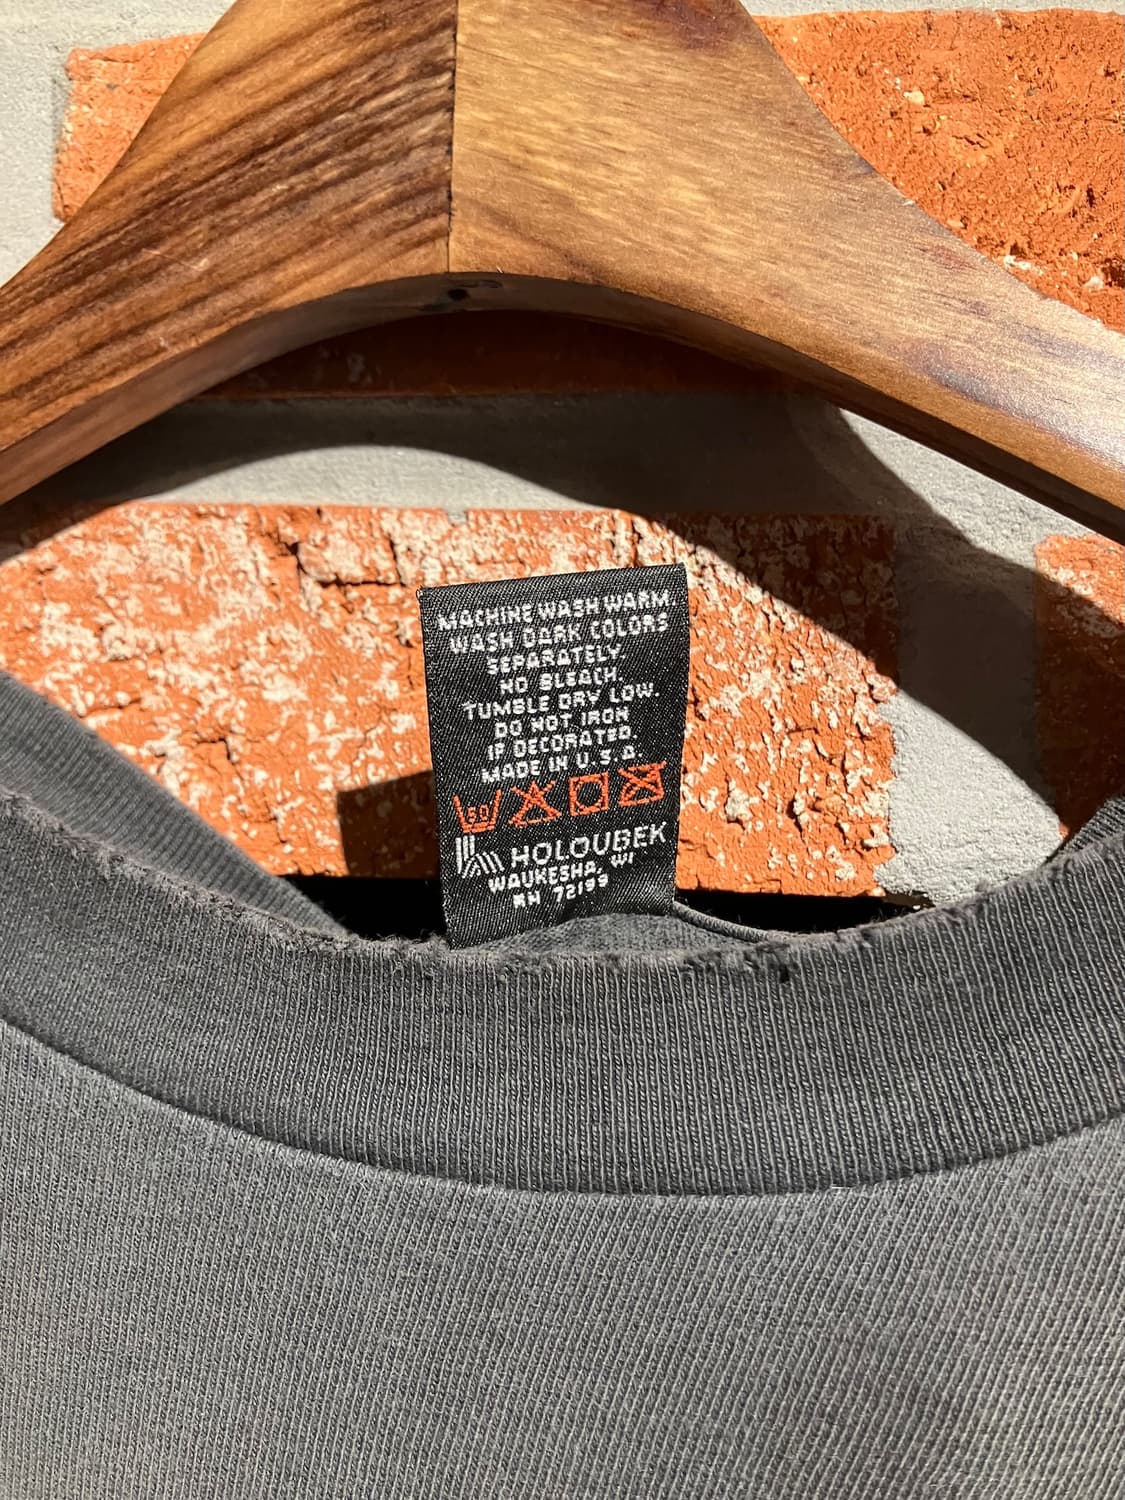 MACHINE WASH WARM.
WASH DARK COLORS
SEPARATELY.
NO BLEACH.
TUMBLE DRY LOW.
DO NOT IRON
IF DECORATED.
MADE IN U.S.A.
50
HOLOUBEK
WAUKESHA, WI
RN 72199